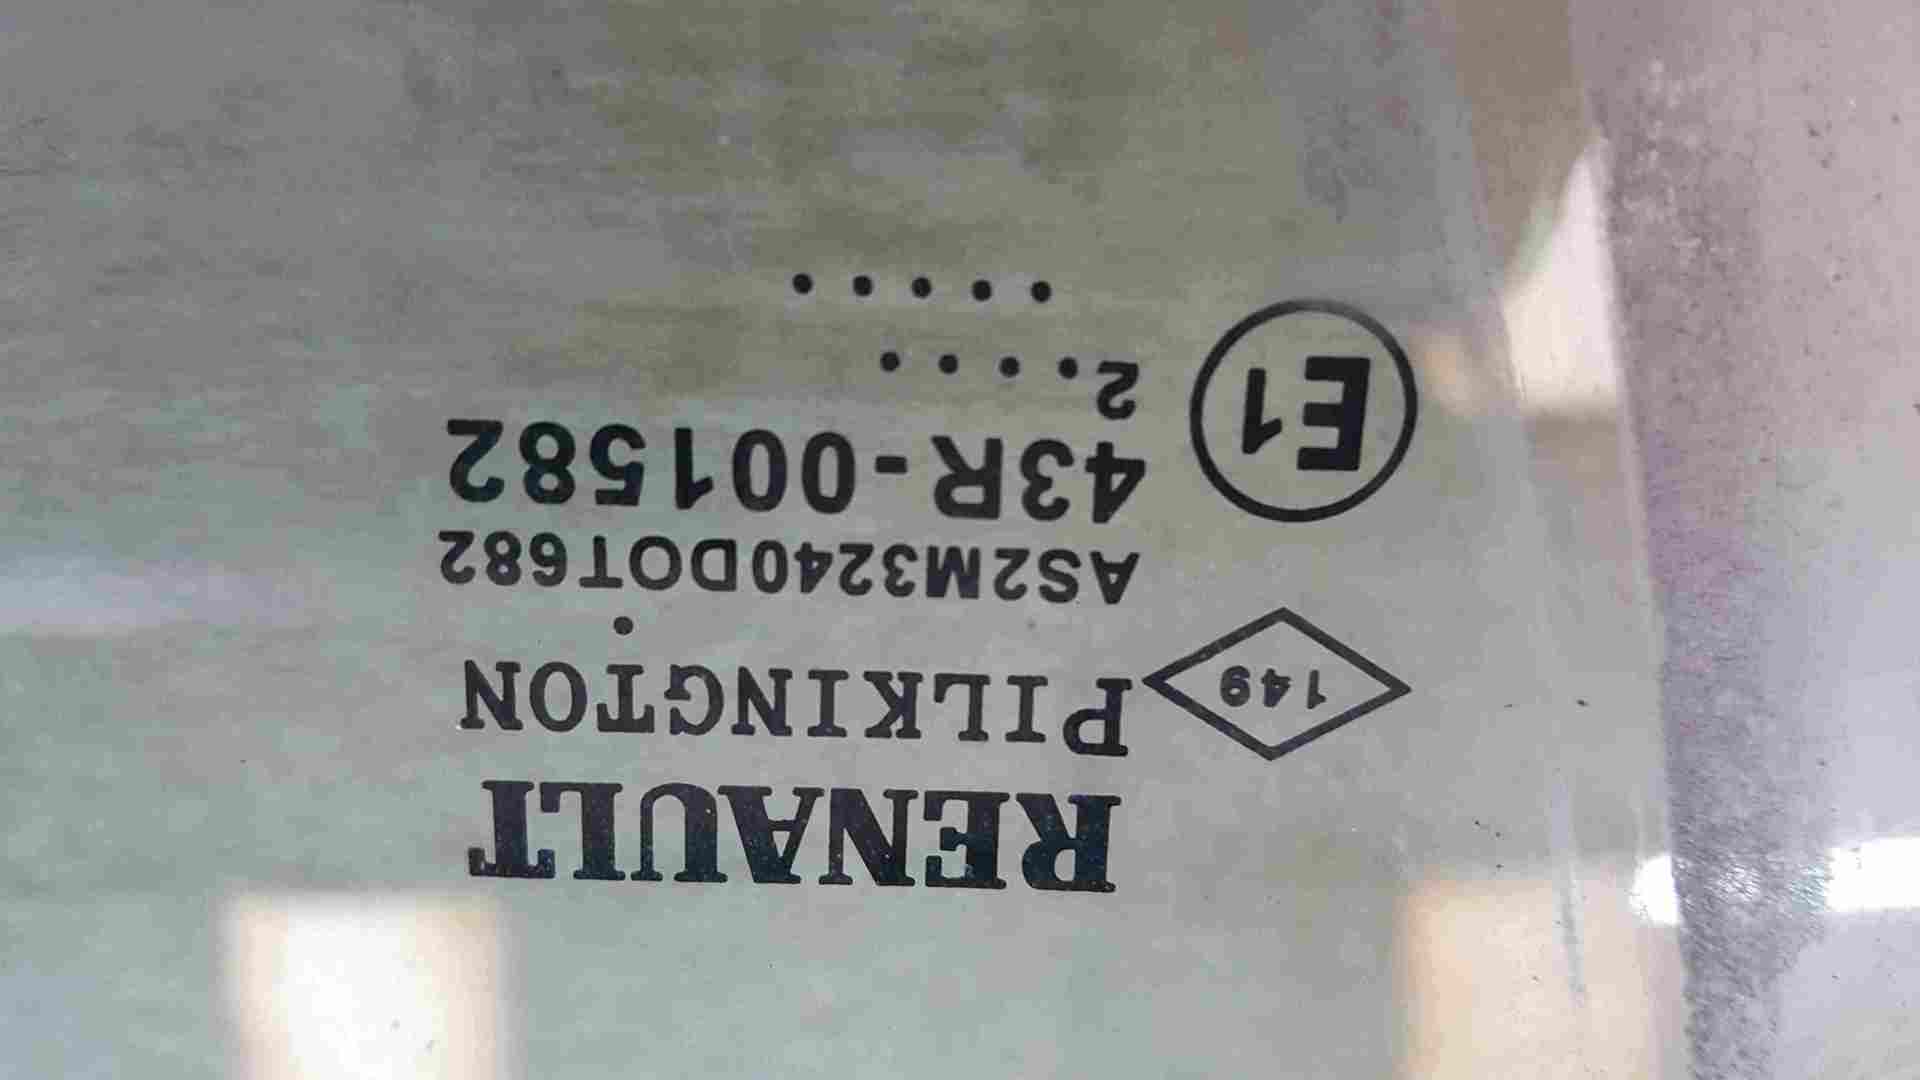 RENAULT
149 PILKINGTON
.
AS2M3240DOT682
E1 43R-001582
2....
.....